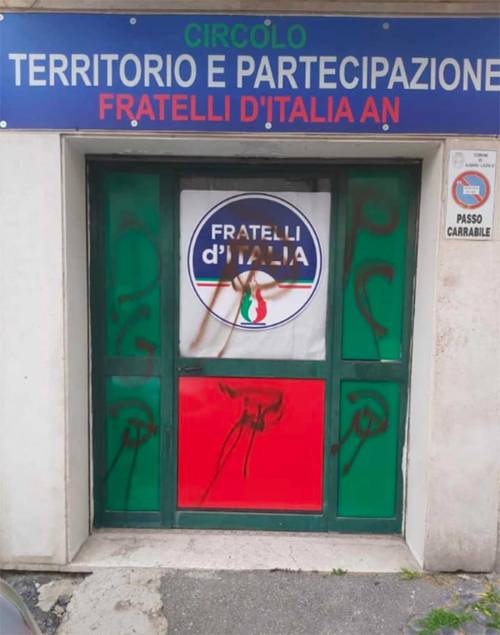 CIRCOLO
TERRITORIO E PARTECIPAZIONE
FRATELLI D'ITALIA AN
FRATELLI
d'ITALIA
PASSO
CARRABILE